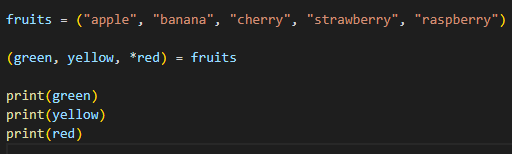 fruits = ("apple", "banana", "cherry", "strawberry", "raspberry")
(green, yellow, *red) = fruits
print(green)
print(yellow)
print(red)